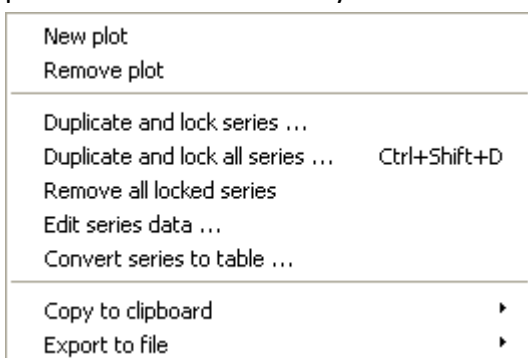 New plot
Remove plot
Duplicate and lock series ...
Duplicate and lock all series ... Ctrl+Shift+D
Remove all locked series
Edit series data ...
Convert series to table ...
Copy to clipboard
Export to file